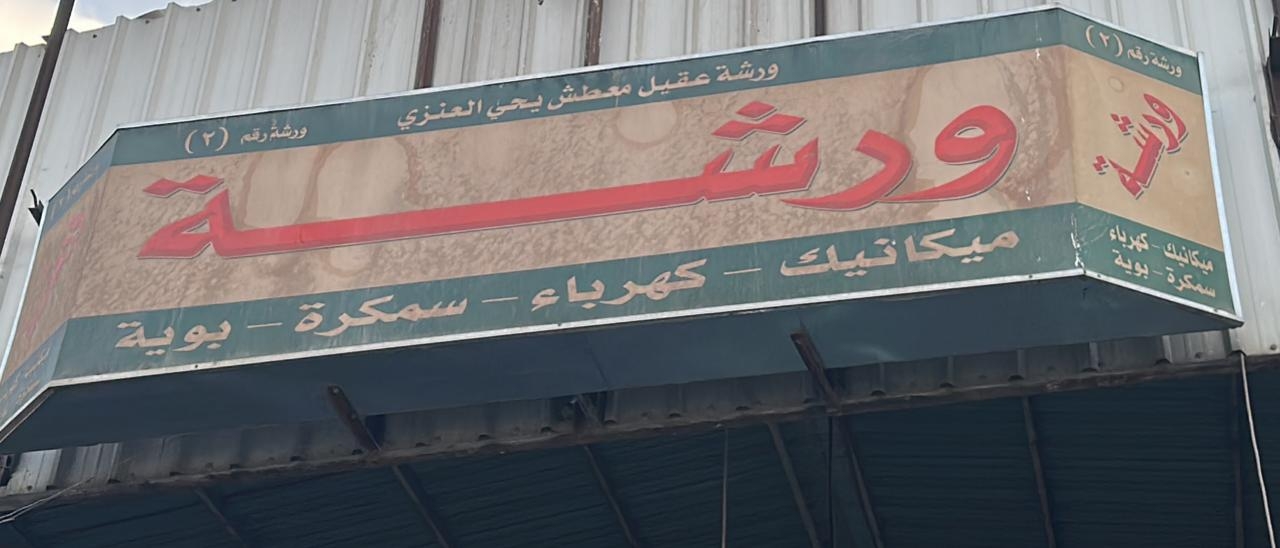 ورشة عقيل معطش يحي العنزي
ورشة رقم (٢)
ورشة
ميكانيك - كهرباء - سمكرة - بوية
ورشة رقم (٢)
ورشة
ميكانيك - كهرباء
سمكرة - بوية